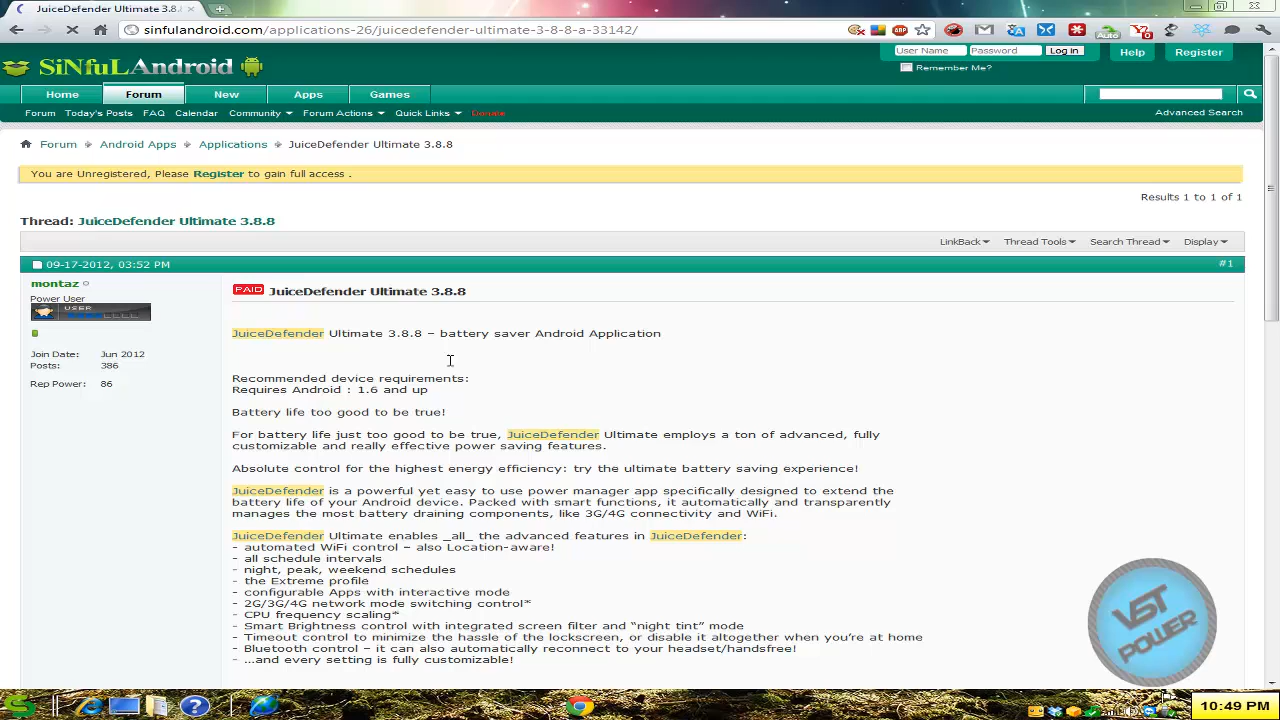 JuiceDefender Ultimate 3.8.
sinfulandroid.com/applications-26/juicedefender-ultimate-3-8-8-a-33142/
SiNfuL Android
User Name Password Log in Help Register
Remember Me?
Home Forum New Apps Games
Forum Today's Posts FAQ Calendar Community Forum Actions Quick Links Donate Advanced Search
Forum Android Apps Applications JuiceDefender Ultimate 3.8.8
You are Unregistered, Please Register to gain full access .
Results 1 to 1 of 1
Thread: JuiceDefender Ultimate 3.8.8
LinkBack Thread Tools Search Thread Display
09-17-2012, 03:52 PM #1
montaz
Power User
USER
Join Date: Jun 2012
Posts: 386
Rep Power: 86
PAID JuiceDefender Ultimate 3.8.8
JuiceDefender Ultimate 3.8.8 – battery saver Android Application
Recommended device requirements:
Requires Android : 1.6 and up
Battery life too good to be true!
For battery life just too good to be true, JuiceDefender Ultimate employs a ton of advanced, fully
customizable and really effective power saving features.
Absolute control for the highest energy efficiency: try the ultimate battery saving experience!
JuiceDefender is a powerful yet easy to use power manager app specifically designed to extend the
battery life of your Android device. Packed with smart functions, it automatically and transparently
manages the most battery draining components, like 3G/4G connectivity and WiFi.
JuiceDefender Ultimate enables _all_ the advanced features in JuiceDefender:
- automated WiFi control – also Location-aware!
- all schedule intervals
- night, peak, weekend schedules
- the Extreme profile
- configurable Apps with interactive mode
- 2G/3G/4G network mode switching control*
- CPU frequency scaling*
- Smart Brightness control with integrated screen filter and “night tint” mode
- Timeout control to minimize the hassle of the lockscreen, or disable it altogether when you’re at home
- Bluetooth control – it can also automatically reconnect to your headset/handsfree!
- …and every setting is fully customizable!
VST
POWER
10:49 PM